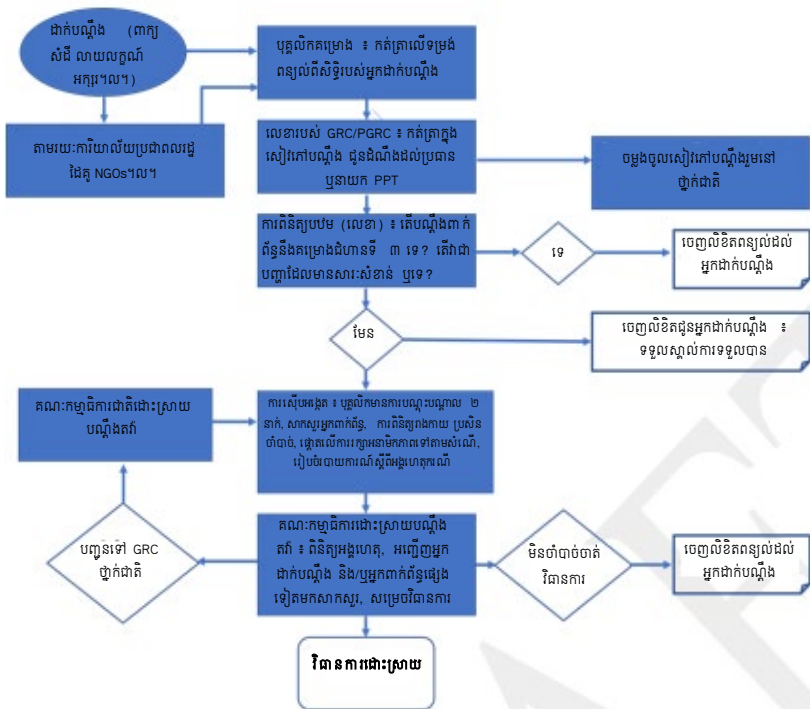 ដាក់បណ្តឹង (ពាក្យ
សំដី លាយលក្ខណ៍
អក្សរ។ល។)
បុគ្គលិកគម្រោង ៖ កត់ត្រាលើទម្រង់
ពន្យល់ពីសិទ្ធិរបស់អ្នកដាក់បណ្តឹង
តាមរយៈការិយាល័យប្រជាពលរដ្ឋ
ដៃគូ NGOs។ល។
លេខារបស់ GRC/PGRC ៖ កត់ត្រាក្នុង
សៀវភៅបណ្តឹង ជូនដំណឹងដល់ប្រធាន
ឬនាយក PPT
ចម្លងចូលសៀវភៅបណ្តឹងរួមនៅ
ថ្នាក់ជាតិ
ការពិនិត្យបឋម (លេខា) ៖ តើបណ្តឹងពាក់
ព័ន្ធនឹងគម្រោងជំហានទី ៣ ទេ? តើវាជា
បញ្ហាដែលមានសារៈសំខាន់ ឬទេ?
ទេ
ចេញលិខិតពន្យល់ដល់
អ្នកដាក់បណ្តឹង
មែន
ចេញលិខិតជូនអ្នកដាក់បណ្តឹង ៖
ទទួលស្គាល់ការទទួលបាន
គណៈកម្មាធិការជាតិដោះស្រាយ
បណ្តឹងតវ៉ា
ការស៊ើបអង្កេត ៖ បុគ្គលិកមានការបណ្តុះបណ្តាល ២
នាក់, សាកសួរអ្នកពាក់ព័ន្ធ, ការពិនិត្យរាងកាយ ប្រសិន
ចាំបាច់, ផ្តោតលើការរក្សាអនាមិកភាពទៅតាមសំណើ,
រៀបចំរបាយការណ៍ស្តីពីអង្គហេតុករណី
បញ្ជូនទៅ GRC
ថ្នាក់ជាតិ
គណៈកម្មាធិការដោះស្រាយបណ្តឹង
តវ៉ា ៖ ពិនិត្យអង្គហេតុ, អញ្ជើញអ្នក
ដាក់បណ្តឹង និង/ឬអ្នកពាក់ព័ន្ធផ្សេង
ទៀតមកសាកសួរ, សម្រេចវិធានការ
មិនចាំបាច់ចាត់
វិធានការ
ចេញលិខិតពន្យល់ដល់
អ្នកដាក់បណ្តឹង
វិធានការដោះស្រាយ